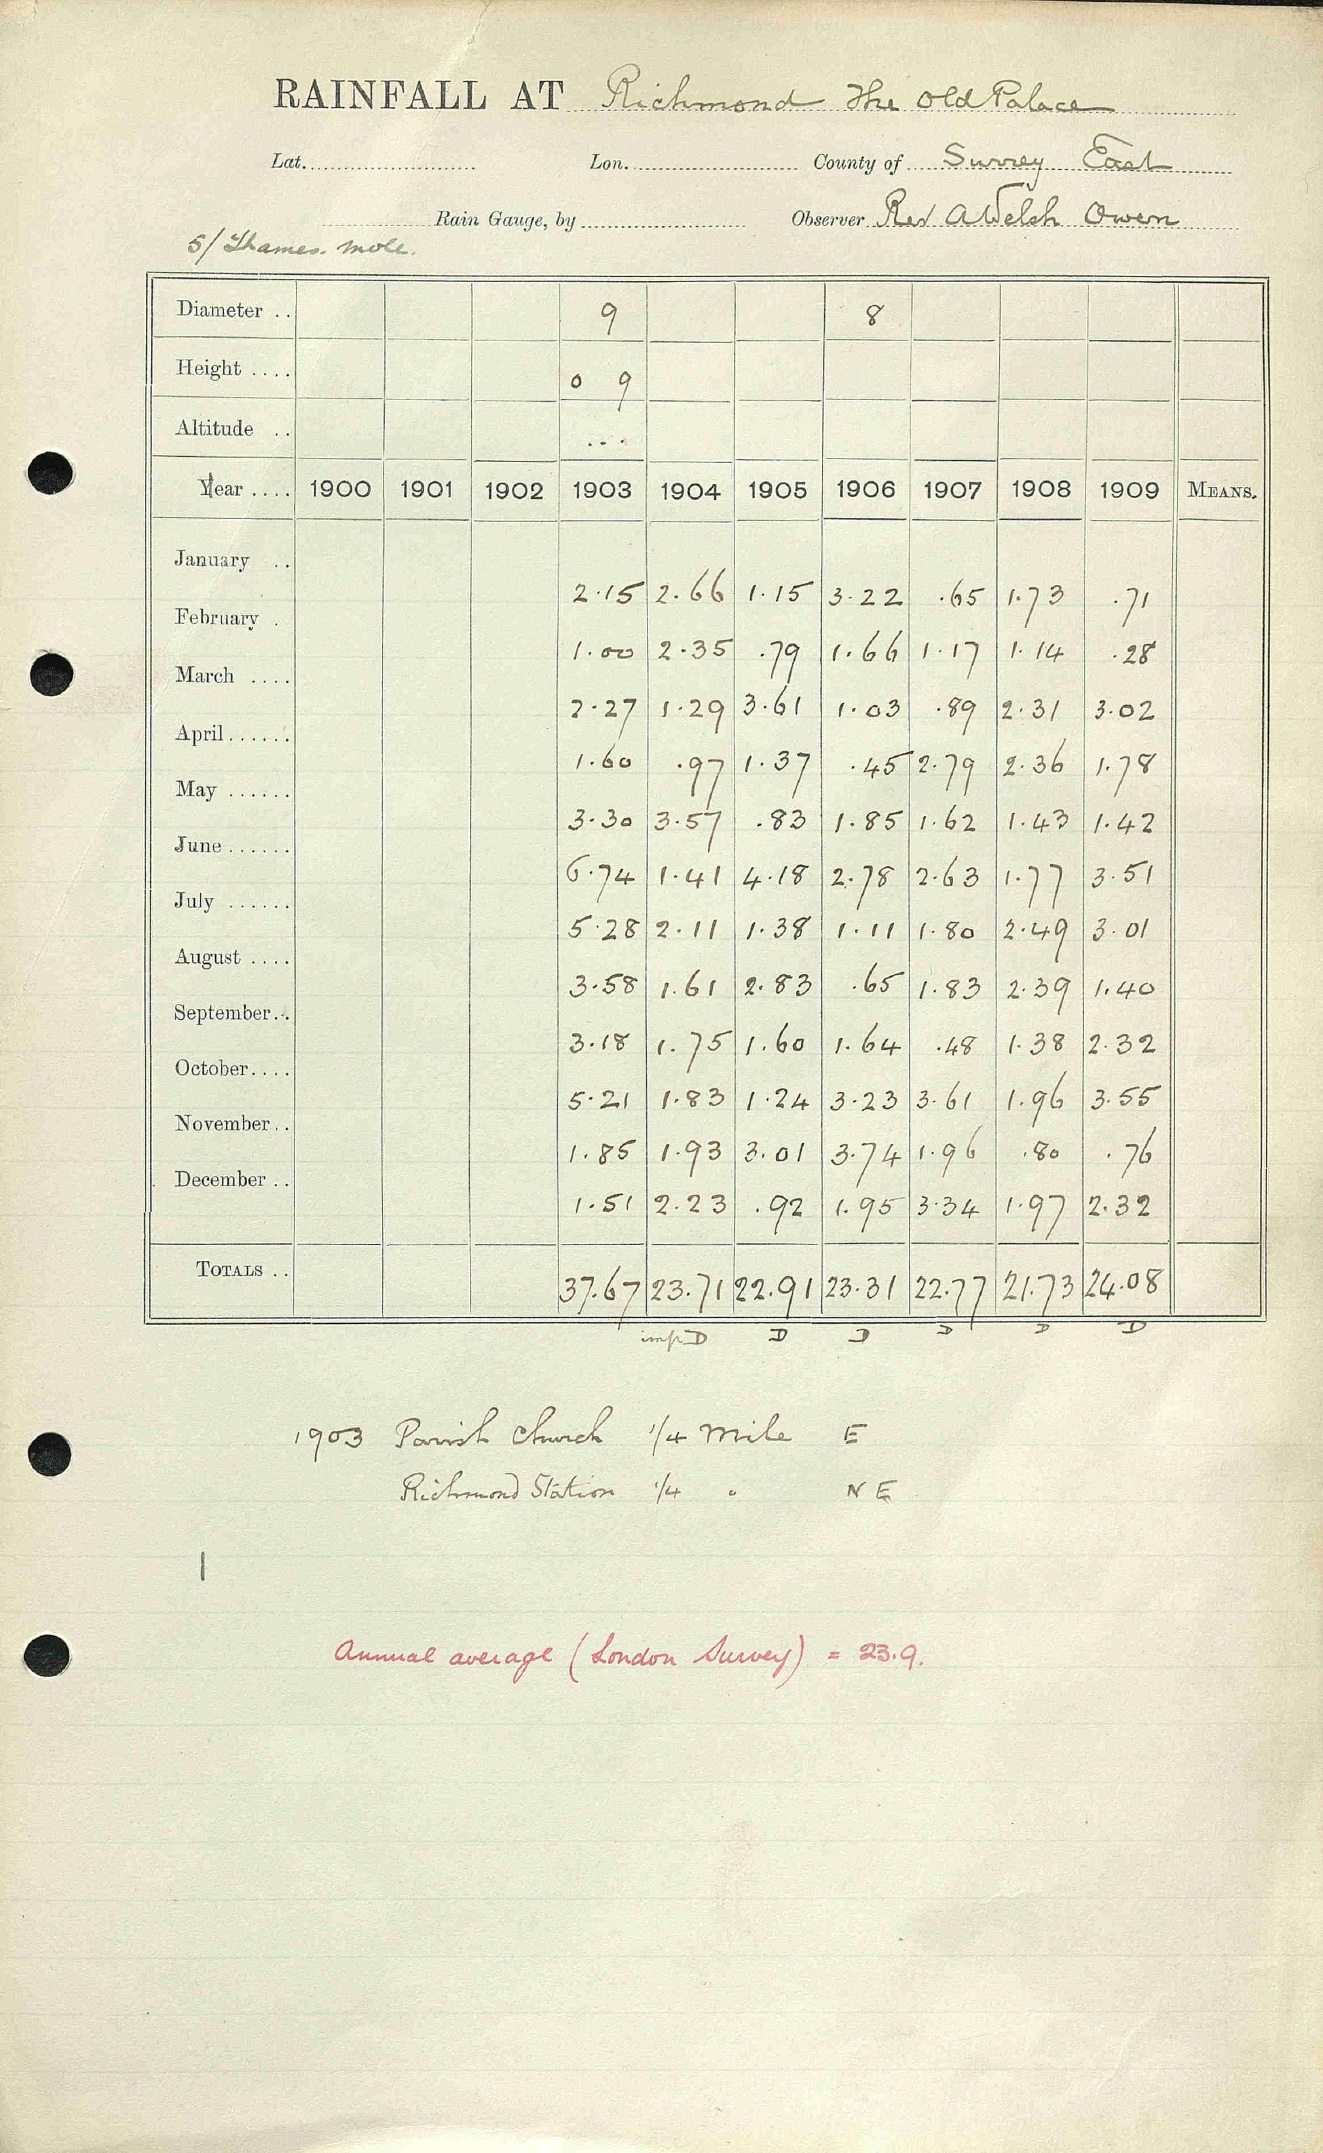 RAINFALL AT Richmond The Old Palace
Lat. Lon. County of Surrey East
Rain Gauge, by Observer Rev A Welsh Owen
5/ Thames. Mole.
Diameter .. 9 8
Height .... 0 9
Altitude .. ...
Year .... 1900 1901 1902 1903 1904 1905 1906 1907 1908 1909 MEANS.
January .. 2.15 2.66 1.15 3.22 .65 1.73 .71
February . 1.00 2.35 .79 1.66 1.17 1.14 .28
March .... 2.27 1.29 3.61 1.03 .89 2.31 3.02
April ...... 1.60 .97 1.37 .45 2.79 2.36 1.78
May ...... 3.30 3.57 .83 1.85 1.62 1.43 1.42
June ...... 6.74 1.41 4.18 2.78 2.63 1.77 3.51
July ...... 5.28 2.11 1.38 1.11 1.80 2.49 3.01
August .... 3.58 1.61 2.83 .65 1.83 2.39 1.40
September .. 3.18 1.75 1.60 1.64 .48 1.38 2.32
October .... 5.21 1.83 1.24 3.23 3.61 1.96 3.55
November .. 1.85 1.93 3.01 3.74 1.96 .80 .76
December .. 1.51 2.23 .92 1.95 3.34 1.97 2.32
TOTALS .. 37.67 23.71 22.91 23.31 22.77 21.73 24.08
imp D D D D D D
1903 Parish Church 1/4 Mile E
Richmond Station 1/4 " N E
Annual average (London Survey) = 23.9.